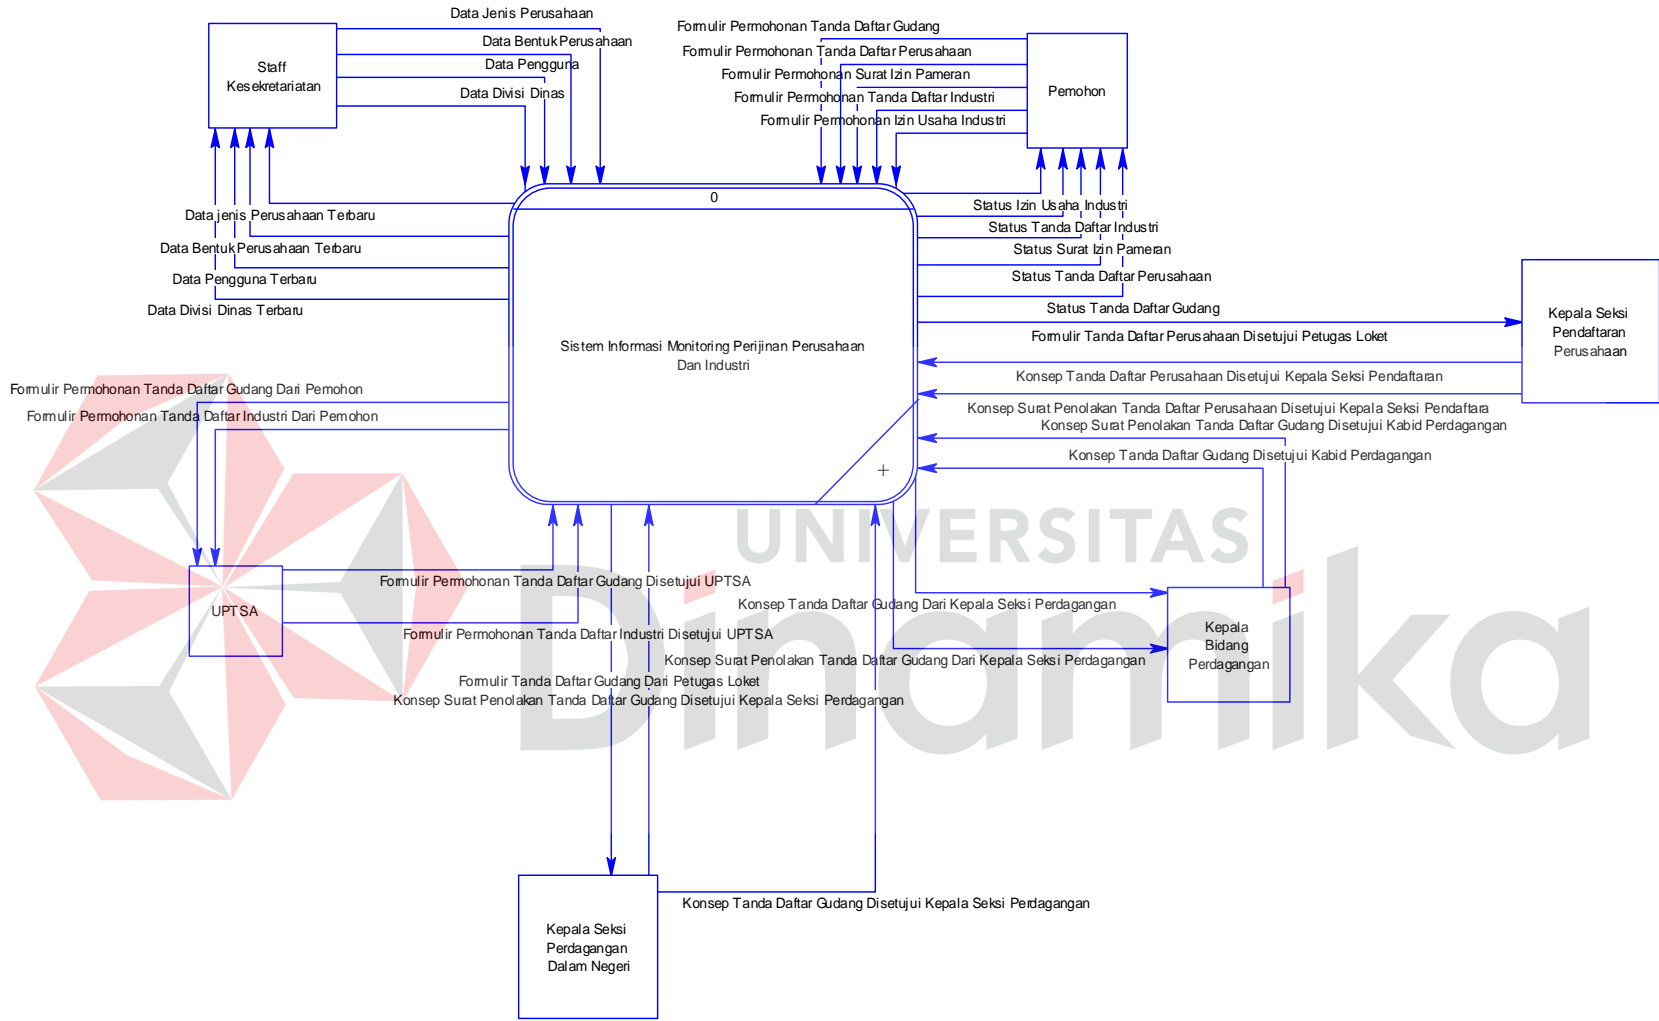 Data Jenis Perusahaan
Data Bentuk Perusahaan
Data Pengguna
Data Divisi Dinas
Staff
Kesekretariatan
Formulir Permohonan Tanda Daftar Gudang
Formulir Permohonan Tanda Daftar Perusahaan
Formulir Permohonan Surat Izin Pameran
Formulir Permohonan Tanda Daftar Industri
Formulir Permohonan Izin Usaha Industri
Pemohon
0
Data jenis Perusahaan Terbaru
Data Bentuk Perusahaan Terbaru
Data Pengguna Terbaru
Data Divisi Dinas Terbaru
Status Izin Usaha Industri
Status Tanda Daftar Industri
Status Surat Izin Pameran
Status Tanda Daftar Perusahaan
Status Tanda Daftar Gudang
Formulir Tanda Daftar Perusahaan Disetujui Petugas Loket
Kepala Seksi
Pendaftaran
Perusahaan
Sistem Informasi Monitoring Perijinan Perusahaan
Dan Industri
Konsep Tanda Daftar Perusahaan Disetujui Kepala Seksi Pendaftaran
Konsep Surat Penolakan Tanda Daftar Perusahaan Disetujui Kepala Seksi Pendaftara
Konsep Surat Penolakan Tanda Daftar Gudang Disetujui Kabid Perdagangan
Konsep Tanda Daftar Gudang Disetujui Kabid Perdagangan
Formulir Permohonan Tanda Daftar Gudang Dari Pemohon
Formulir Permohonan Tanda Daftar Industri Dari Pemohon
+
UNIVERSITAS
Dinamika
UPTSA
Formulir Permohonan Tanda Daftar Gudang Disetujui UPTSA
Formulir Permohonan Tanda Daftar Industri Disetujui UPTSA
Konsep Tanda Daftar Gudang Dari Kepala Seksi Perdagangan
Konsep Surat Penolakan Tanda Daftar Gudang Dari Kepala Seksi Perdagangan
Kepala
Bidang
Perdagangan
Formulir Tanda Daftar Gudang Dari Petugas Loket
Konsep Surat Penolakan Tanda Daftar Gudang Disetujui Kepala Seksi Perdagangan
Konsep Tanda Daftar Gudang Disetujui Kepala Seksi Perdagangan
Kepala Seksi
Perdagangan
Dalam Negeri